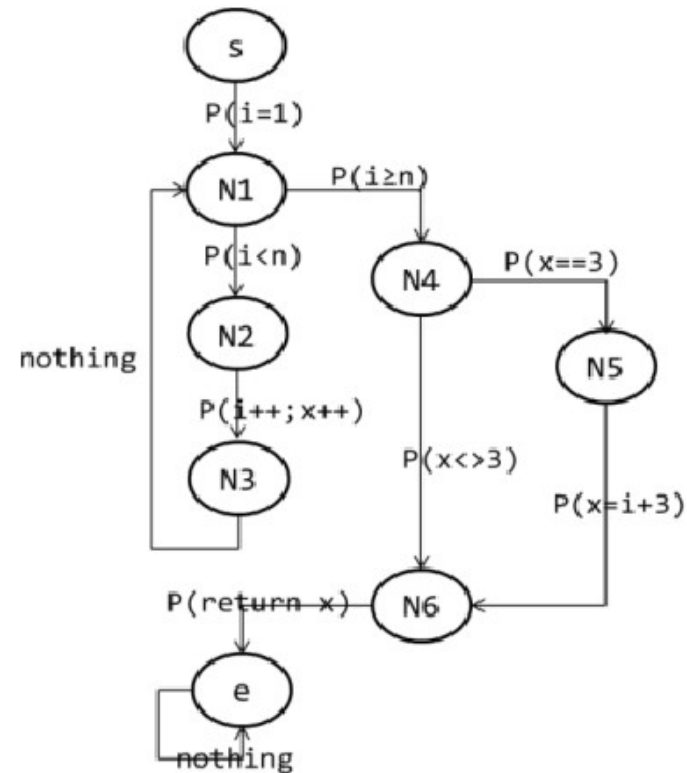 s
P(i=1)
N1
P(i≥n)
P(i<n)
N4
P(x==3)
N2
nothing
N5
P(i++;x++)
P(x<>3)
N3
P(x=i+3)
P(return x)
N6
e
nothing